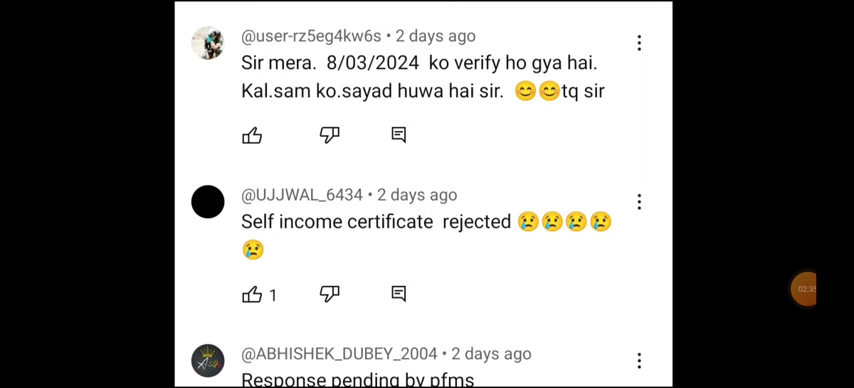 @user-rz5eg4kw6s • 2 days ago
Sir mera. 8/03/2024 ko verify ho gya hai.
Kal.sam ko.sayad huwa hai sir. 😊😊tq sir
@UJJWAL_6434 • 2 days ago
Self income certificate rejected 😢😢😢😢
😢
1
02:35
@ABHISHEK_DUBEY_2004 • 2 days ago
Response pending by pfms